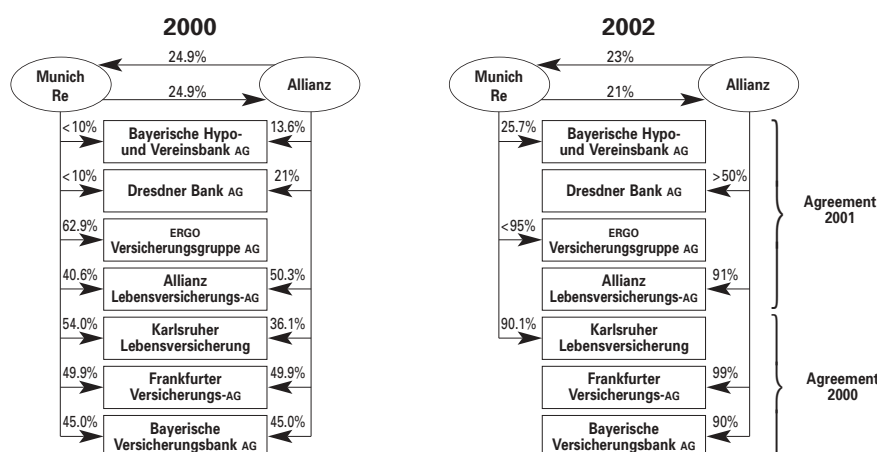 2000
24.9%
Munich
Re
Allianz
24.9%
<10%
Bayerische Hypo-
und Vereinsbank AG
13.6%
<10%
Dresdner Bank AG
21%
62.9%
ERGO
Versicherungsgruppe AG
40.6%
Allianz
Lebensversicherungs-AG
50.3%
54.0%
Karlsruher
Lebensversicherung
36.1%
49.9%
Frankfurter
Versicherungs-AG
49.9%
45.0%
Bayerische
Versicherungsbank AG
45.0%
2002
23%
Munich
Re
Allianz
21%
25.7%
Bayerische Hypo-
und Vereinsbank AG
Dresdner Bank AG
>50%
<95%
ERGO
Versicherungsgruppe AG
Allianz
Lebensversicherungs-AG
91%
90.1%
Karlsruher
Lebensversicherung
Frankfurter
Versicherungs-AG
99%
Bayerische
Versicherungsbank AG
90%
Agreement
2001
Agreement
2000